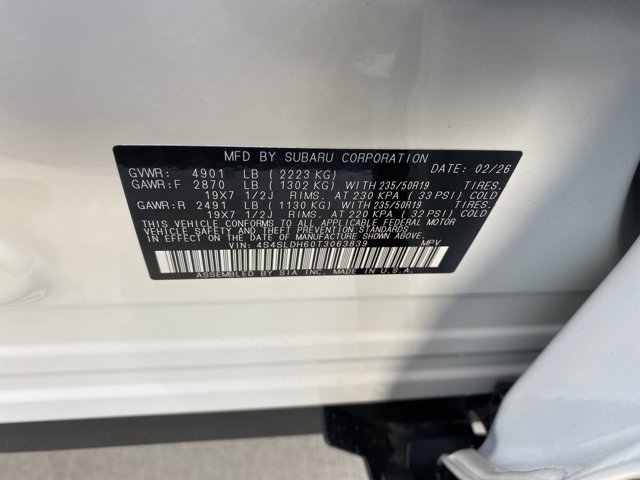 MFD BY SUBARU CORPORATION DATE: 02/26
GVWR: 4901 LB ( 2223 KG)
GAWR:F 2870 LB ( 1302 KG) WITH 235/50R19 TIRES.
19X7 1/2J RIMS. AT 230 KPA ( 33 PSI) COLD
GAWR:R 2491 LB ( 1130 KG) WITH 235/50R19 TIRES.
19X7 1/2J RIMS. AT 220 KPA ( 32 PSI) COLD
THIS VEHICLE CONFORMS TO ALL APPLICABLE FEDERAL MOTOR
VEHICLE SAFETY AND THEFT PREVENTION STANDARDS
IN EFFECT ON THE DATE OF MANUFACTURE SHOWN ABOVE.
VIN: 4S4SLDH60T3063839 MPV
ASSEMBLED BY SIA INC. MADE IN U.S.A.